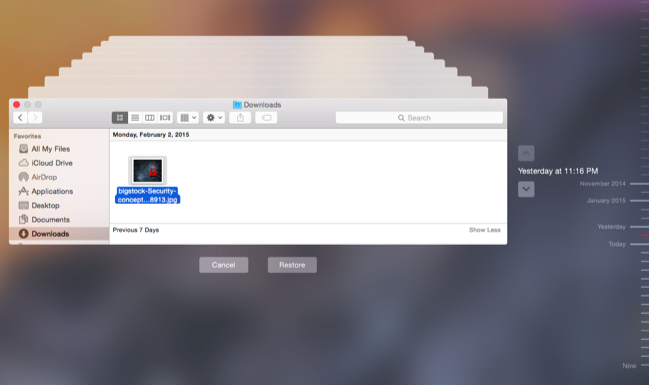 Downloads
Search
Favorites
All My Files
iCloud Drive
AirDrop
Applications
Desktop
Documents
Downloads
Monday, February 2, 2015
bigstock-Security-
concept...8913.jpg
Previous 7 Days
Show Less
Cancel
Restore
Yesterday at 11:16 PM
November 2014
January 2015
Yesterday
Today
Now